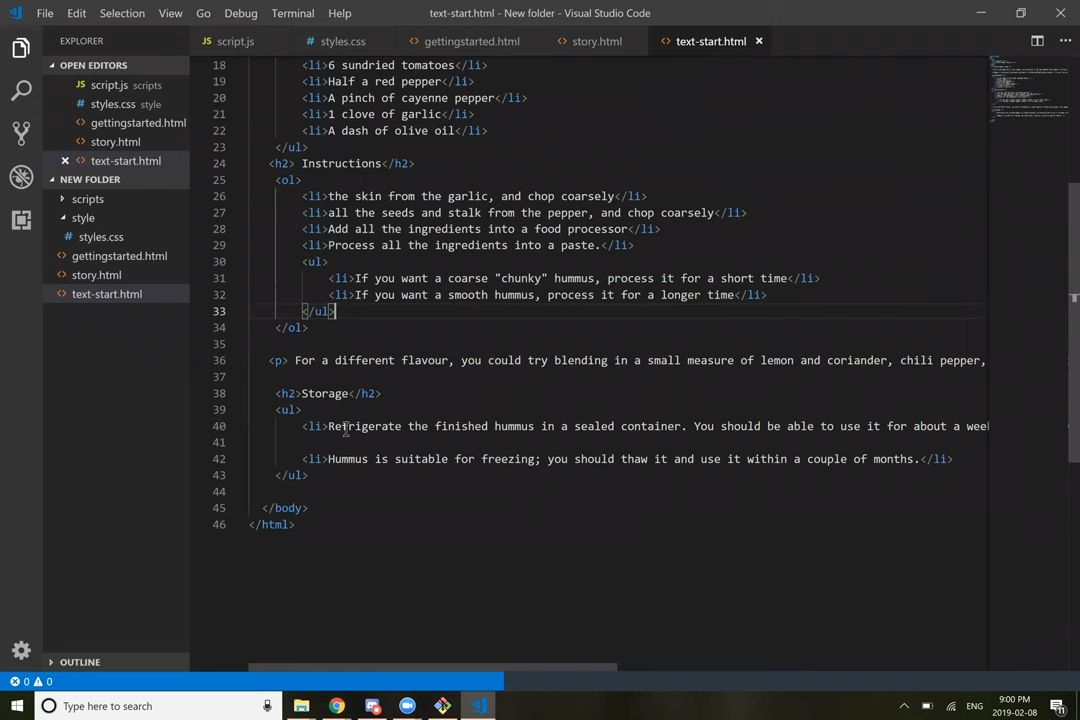 File Edit Selection View Go Debug Terminal Help text-start.html - New folder - Visual Studio Code
EXPLORER
JS script.js # styles.css <> gettingstarted.html <> story.html <> text-start.html ×
OPEN EDITORS
JS script.js scripts
# styles.css style
<> gettingstarted.html
<> story.html
× <> text-start.html
NEW FOLDER
scripts
style
# styles.css
<> gettingstarted.html
<> story.html
<> text-start.html
18 <li>6 sundried tomatoes</li>
19 <li>Half a red pepper</li>
20 <li>A pinch of cayenne pepper</li>
21 <li>1 clove of garlic</li>
22 <li>A dash of olive oil</li>
23 </ul>
24 <h2> Instructions</h2>
25 <ol>
26 <li>the skin from the garlic, and chop coarsely</li>
27 <li>all the seeds and stalk from the pepper, and chop coarsely</li>
28 <li>Add all the ingredients into a food processor</li>
29 <li>Process all the ingredients into a paste.</li>
30 <ul>
31 <li>If you want a coarse "chunky" hummus, process it for a short time</li>
32 <li>If you want a smooth hummus, process it for a longer time</li>
33 </ul>
34 </ol>
35
36 <p> For a different flavour, you could try blending in a small measure of lemon and coriander, chili pepper,
37
38 <h2>Storage</h2>
39 <ul>
40 <li>Refrigerate the finished hummus in a sealed container. You should be able to use it for about a week
41
42 <li>Hummus is suitable for freezing; you should thaw it and use it within a couple of months.</li>
43 </ul>
44
45 </body>
46 </html>
OUTLINE
0 0
Type here to search
ENG
9:00 PM
2019-02-08
11